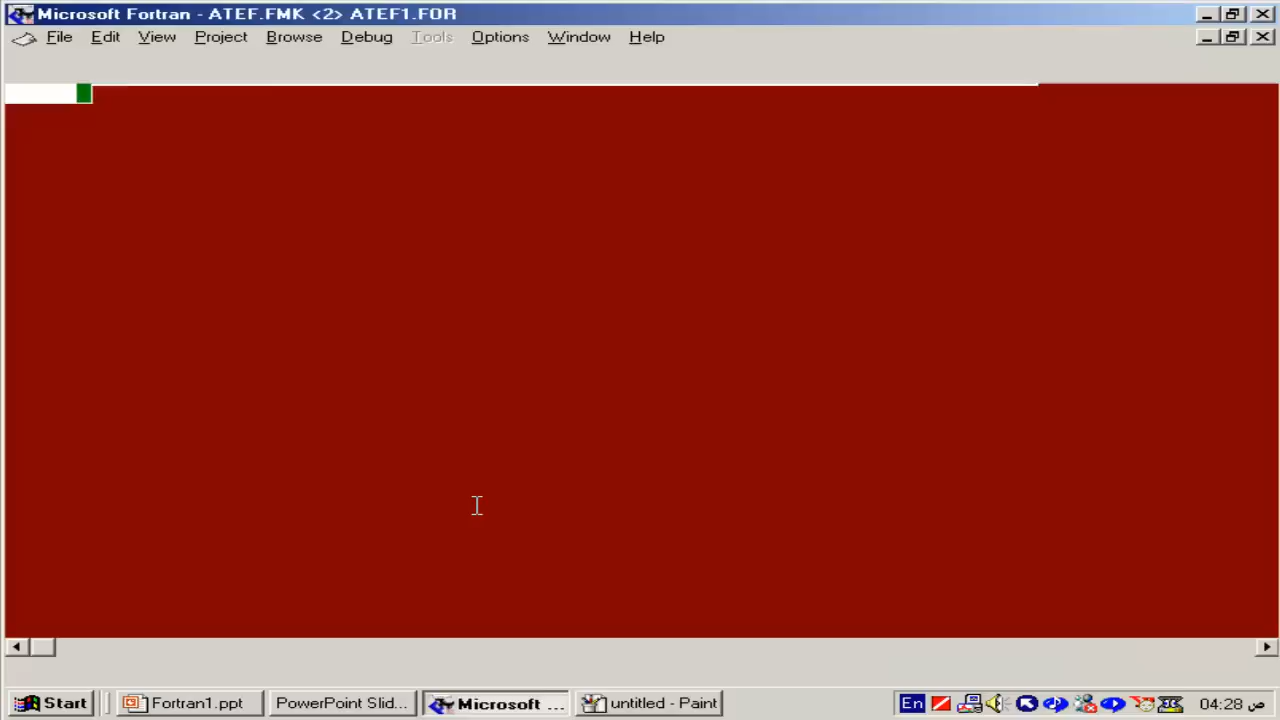 Microsoft Fortran - ATEF.FMK <2> ATEF1.FOR
File Edit View Project Browse Debug Tools Options Window Help
Start Fortran1.ppt PowerPoint Slid... Microsoft ... untitled - Paint En 04:28 ص